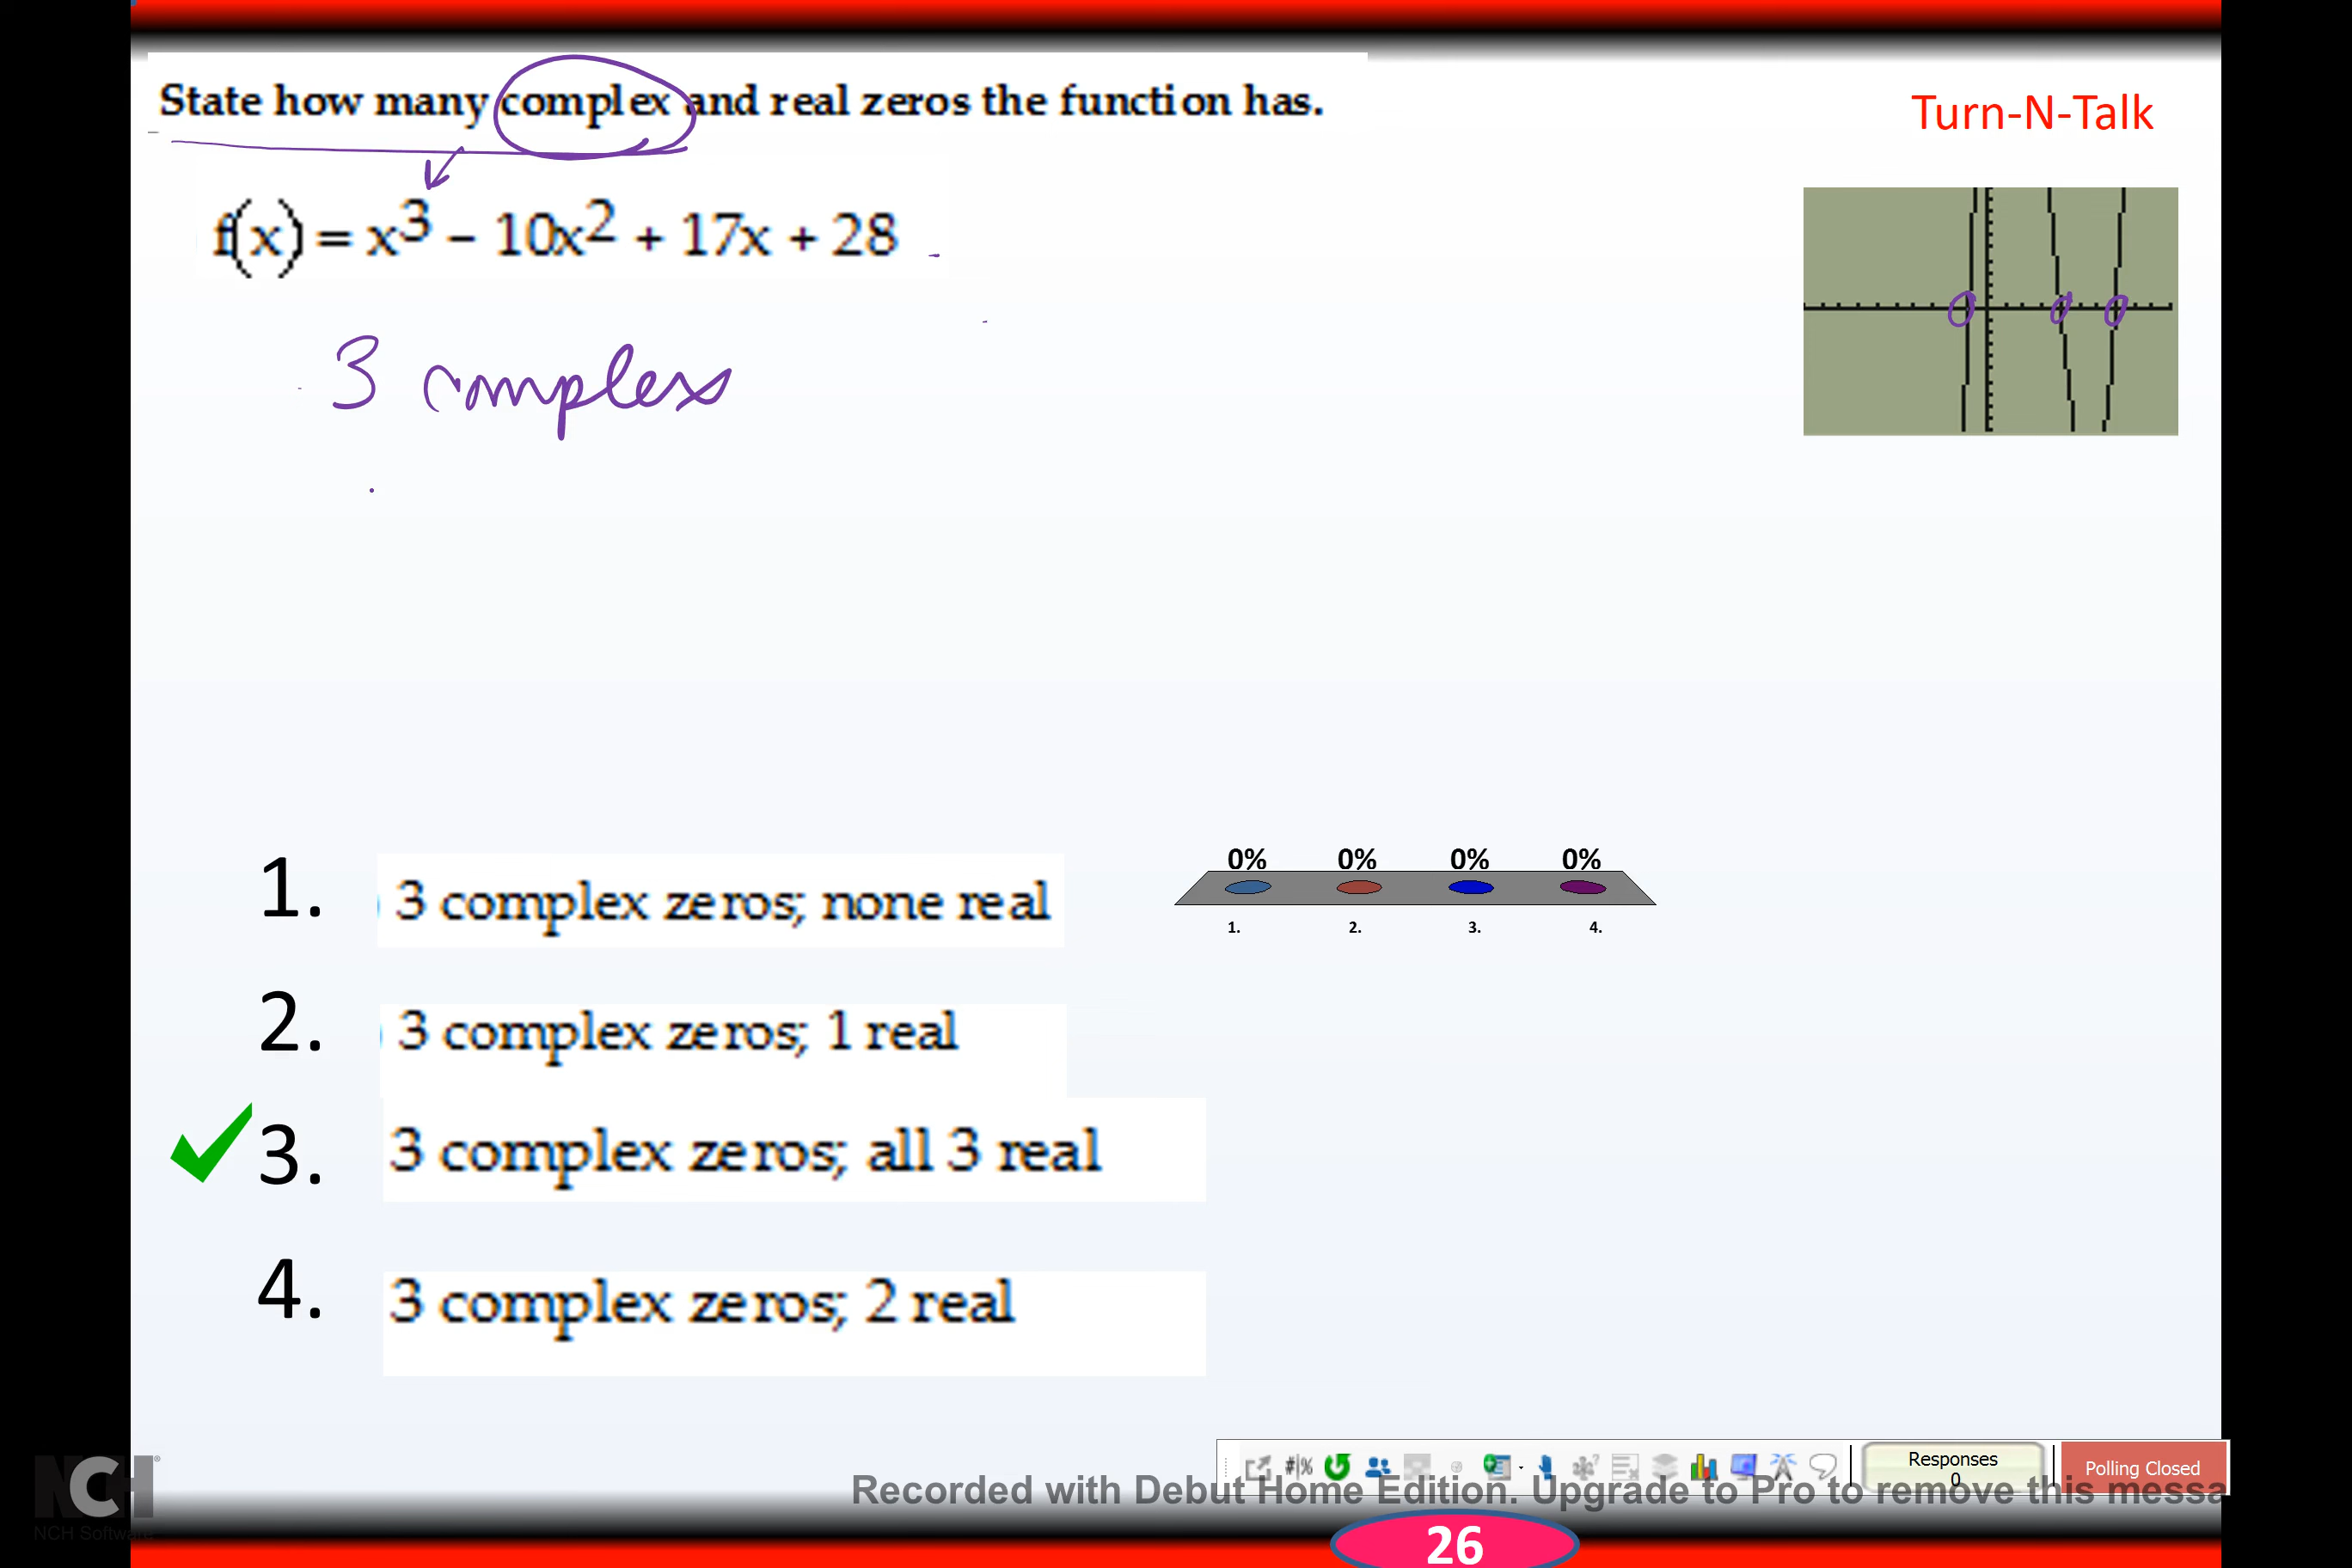 State how many complex and real zeros the function has.
Turn-N-Talk
f(x) = x3 – 10x2 + 17x + 28
3 complex
1. 3 complex zeros; none real
2. 3 complex zeros; 1 real
3. 3 complex zeros; all 3 real
4. 3 complex zeros; 2 real
0% 0% 0% 0%
1. 2. 3. 4.
#|%
Responses
0
Polling Closed
Recorded with Debut Home Edition. Upgrade to Pro to remove this messa
NCH
NCH Software
26